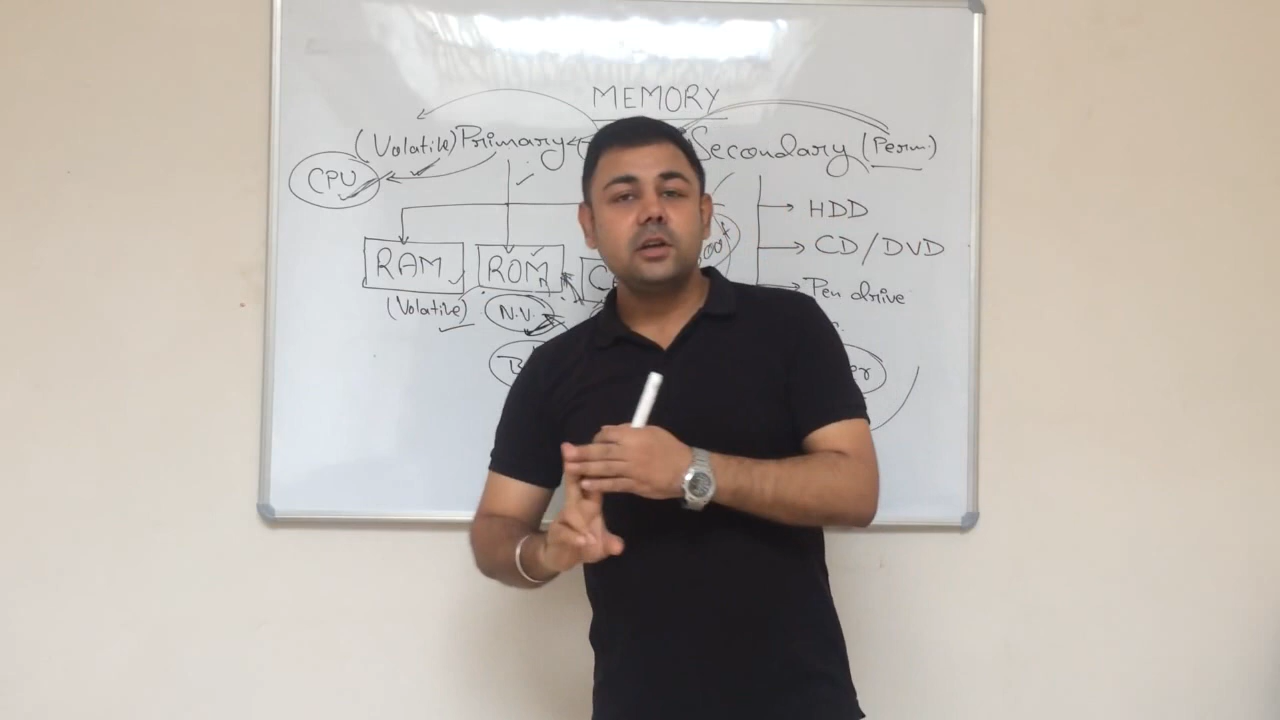 MEMORY
(Volatile) Primary Secondary (Perm.)
CPU
HDD
RAM ROM CD/DVD
(Volatile) N.V. Pen drive